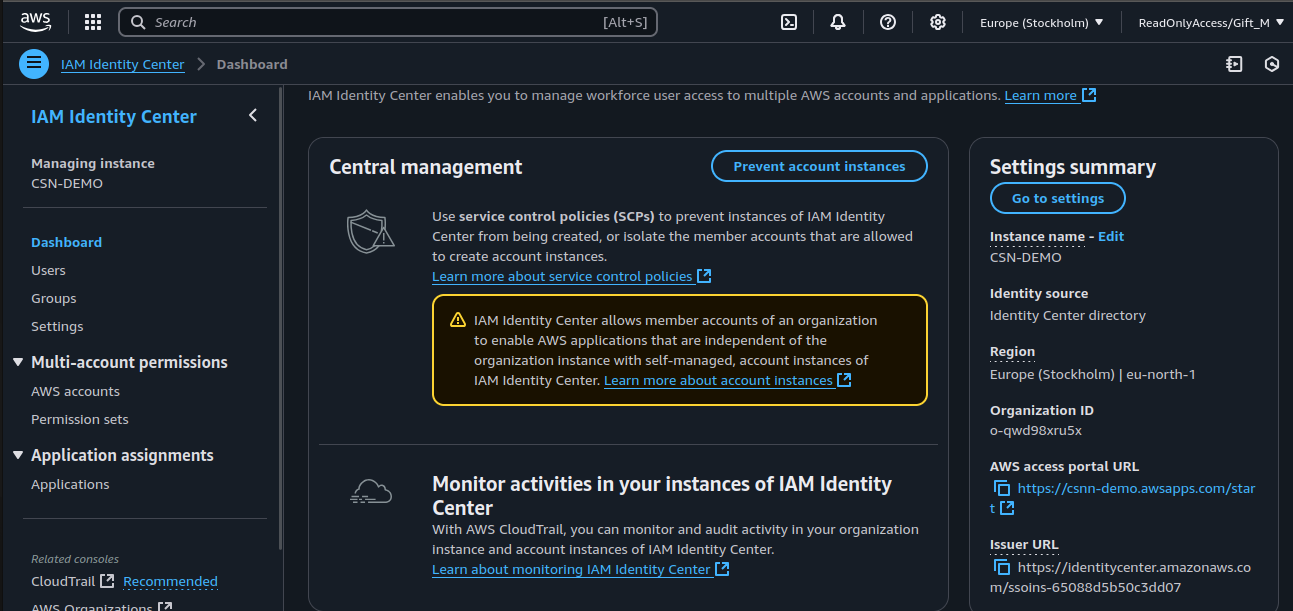 aws
Search
[Alt+S]
Europe (Stockholm)
ReadOnlyAccess/Gift_M
IAM Identity Center
Dashboard
IAM Identity Center
Managing instance
CSN-DEMO
Dashboard
Users
Groups
Settings
Multi-account permissions
AWS accounts
Permission sets
Application assignments
Applications
Related consoles
CloudTrail Recommended
AWS Organizations
IAM Identity Center enables you to manage workforce user access to multiple AWS accounts and applications. Learn more
Central management
Prevent account instances
Use service control policies (SCPs) to prevent instances of IAM Identity
Center from being created, or isolate the member accounts that are allowed
to create account instances.
Learn more about service control policies
IAM Identity Center allows member accounts of an organization
to enable AWS applications that are independent of the
organization instance with self-managed, account instances of
IAM Identity Center. Learn more about account instances
Monitor activities in your instances of IAM Identity
Center
With AWS CloudTrail, you can monitor and audit activity in your organization
instance and account instances of IAM Identity Center.
Learn about monitoring IAM Identity Center
Settings summary
Go to settings
Instance name - Edit
CSN-DEMO
Identity source
Identity Center directory
Region
Europe (Stockholm) | eu-north-1
Organization ID
o-qwd98xru5x
AWS access portal URL
https://csnn-demo.awsapps.com/star
t
Issuer URL
https://identitycenter.amazonaws.co
m/ssoins-65088d5b50c3dd07